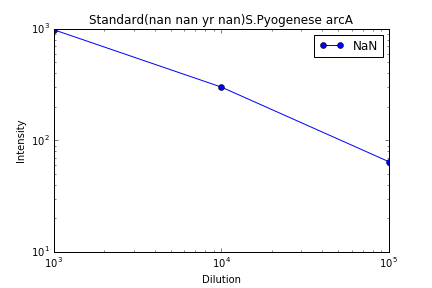 Standard(nan nan yr nan)S.Pyogenese arcA
NaN
10³
10²
10¹
Intensity
10³ 10⁴ 10⁵
Dilution